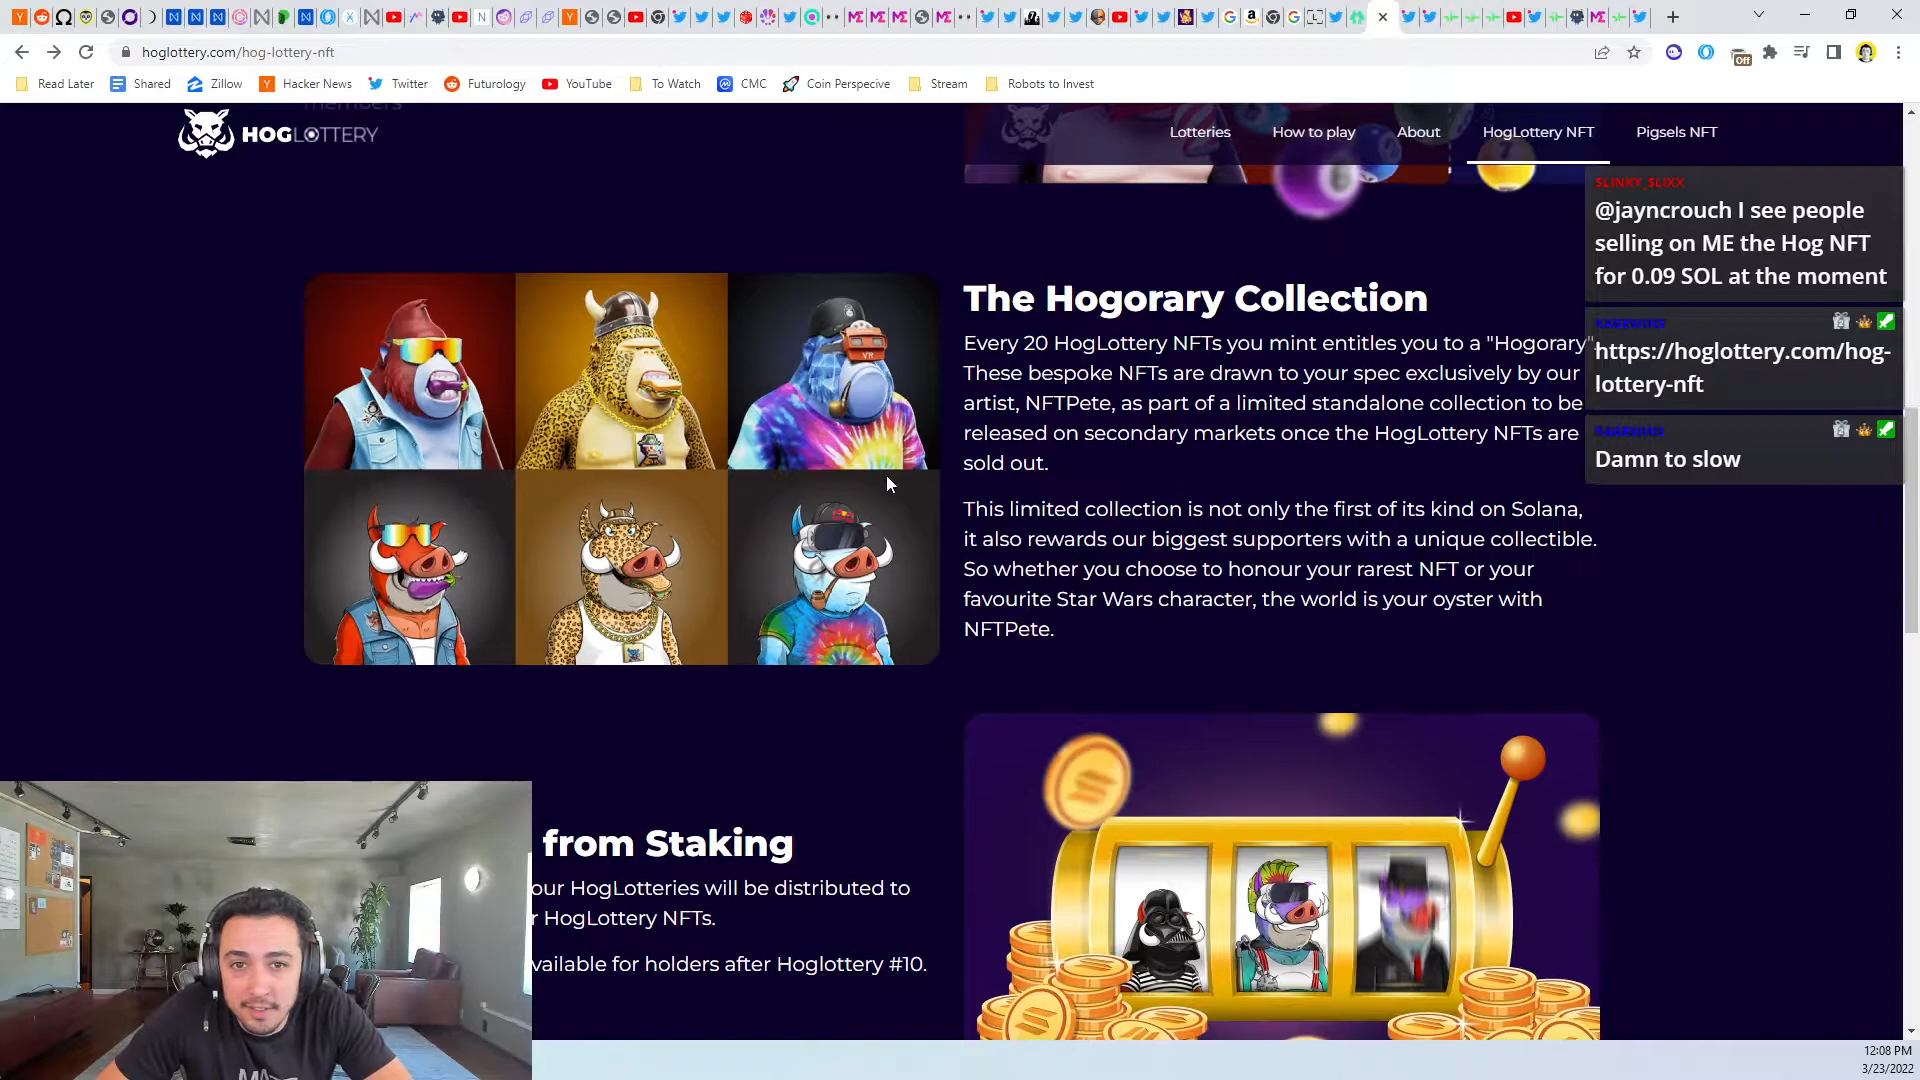 hoglottery.com/hog-lottery-nft
Off
Read Later
Shared
Zillow
Hacker News
Twitter
Futurology
YouTube
To Watch
CMC
Coin Perspecive
Stream
Robots to Invest
members
HOGLOTTERY
Lotteries
How to play
About
HogLottery NFT
Pigsels NFT
$LINKY_$LIXX
@jayncrouch I see people
selling on ME the Hog NFT
for 0.09 SOL at the moment
https://hoglottery.com/hog-
lottery-nft
Damn to slow
VR
The Hogorary Collection
Every 20 HogLottery NFTs you mint entitles you to a "Hogorary"
These bespoke NFTs are drawn to your spec exclusively by our
artist, NFTPete, as part of a limited standalone collection to be
released on secondary markets once the HogLottery NFTs are
sold out.
This limited collection is not only the first of its kind on Solana,
it also rewards our biggest supporters with a unique collectible.
So whether you choose to honour your rarest NFT or your
favourite Star Wars character, the world is your oyster with
NFTPete.
from Staking
our HogLotteries will be distributed to
HogLottery NFTs.
vailable for holders after Hoglottery #10.
12:08 PM
3/23/2022